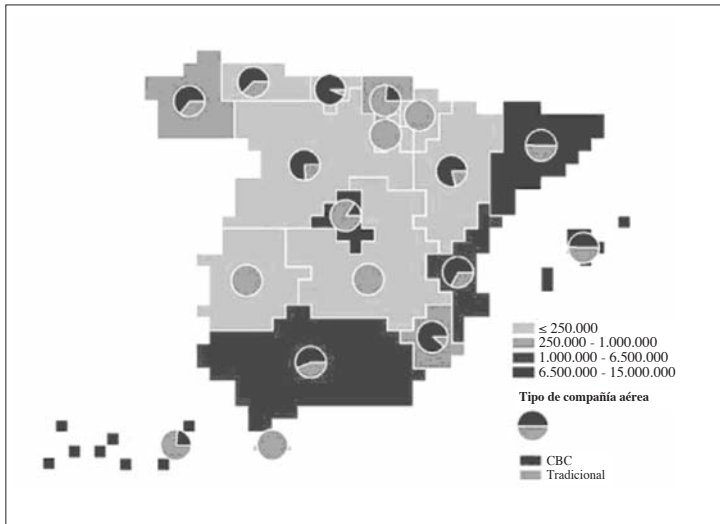 ≤ 250.000
250.000 - 1.000.000
1.000.000 - 6.500.000
6.500.000 - 15.000.000
Tipo de compañía aérea
CBC
Tradicional